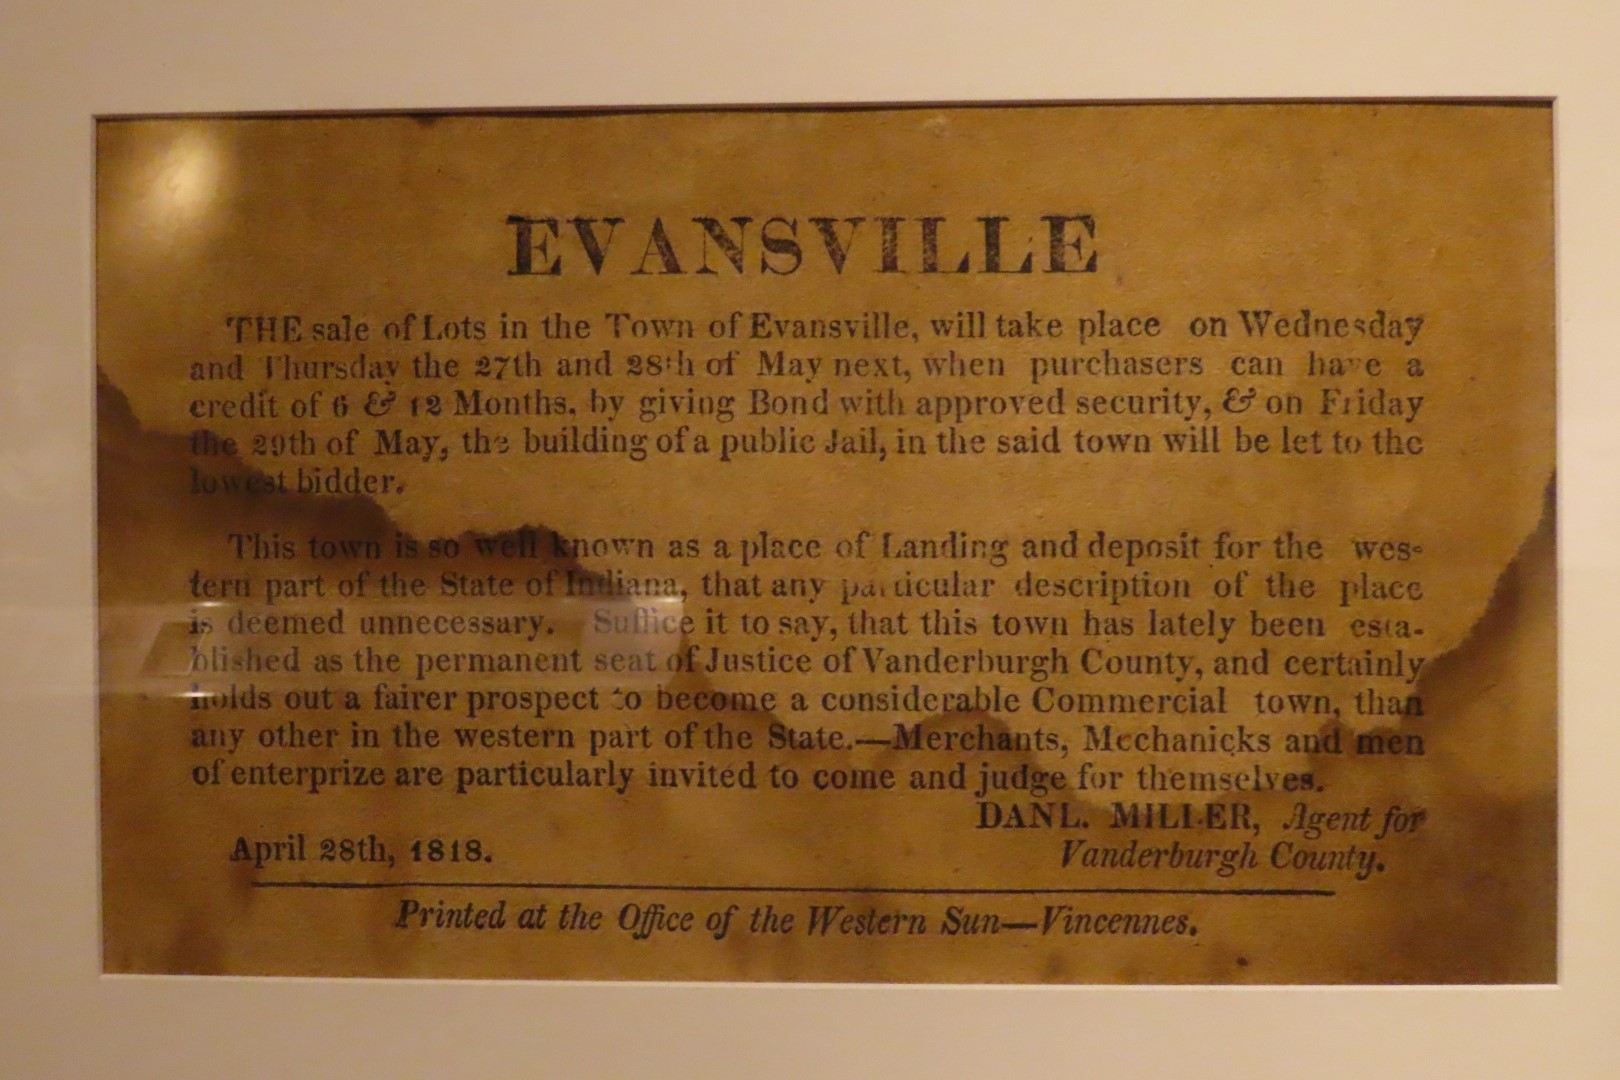 EVANSVILLE
THE sale of Lots in the Town of Evansville, will take place on Wednesday
and Thursday the 27th and 28th of May next, when purchasers can have a
credit of 6 & 12 Months, by giving Bond with approved security, & on Friday
the 29th of May, the building of a public Jail, in the said town will be let to the
lowest bidder.
This town is so well known as a place of Landing and deposit for the wes-
tern part of the State of Indiana, that any particular description of the place
is deemed unnecessary. Suffice it to say, that this town has lately been esta-
blished as the permanent seat of Justice of Vanderburgh County, and certainly
holds out a fairer prospect to become a considerable Commercial town, than
any other in the western part of the State.—Merchants, Mechanicks and men
of enterprize are particularly invited to come and judge for themselves.
DANL. MILLER, Agent for
April 28th, 1818. Vanderburgh County.
Printed at the Office of the Western Sun—Vincennes.